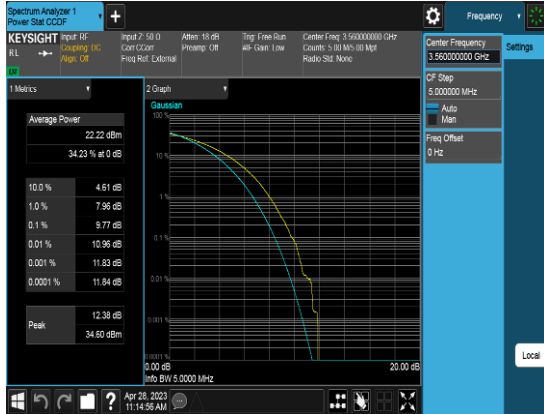 Spectrum Analyzer 1
Power Stat CCDF
Frequency
KEYSIGHT
Input: RF
Input Z: 50 Ω
Atten: 18 dB
Trig: Free Run
Center Freq: 3.560000000 GHz
RL
Coupling: DC
Corr CCorr
Preamp: Off
#IF Gain: Low
Counts: 5.00 M/5.00 Mpt
Align: Off
Freq Ref: External
Radio Std: None
1 Metrics
2 Graph
Gaussian
Average Power
22.22 dBm
34.23 % at 0 dB
10.0 % 4.61 dB
1.0 % 7.96 dB
0.1 % 9.77 dB
0.01 % 10.96 dB
0.001 % 11.83 dB
0.0001 % 11.84 dB
Peak
12.38 dB
34.60 dBm
100 %
10 %
1 %
0.1 %
0.01 %
0.001 %
0.0001 %
0.00 dB
20.00 dB
Info BW 5.0000 MHz
Center Frequency
3.560000000 GHz
Settings
CF Step
5.000000 MHz
Auto
Man
Freq Offset
0 Hz
Local
?
Apr 28, 2023
11:14:56 AM